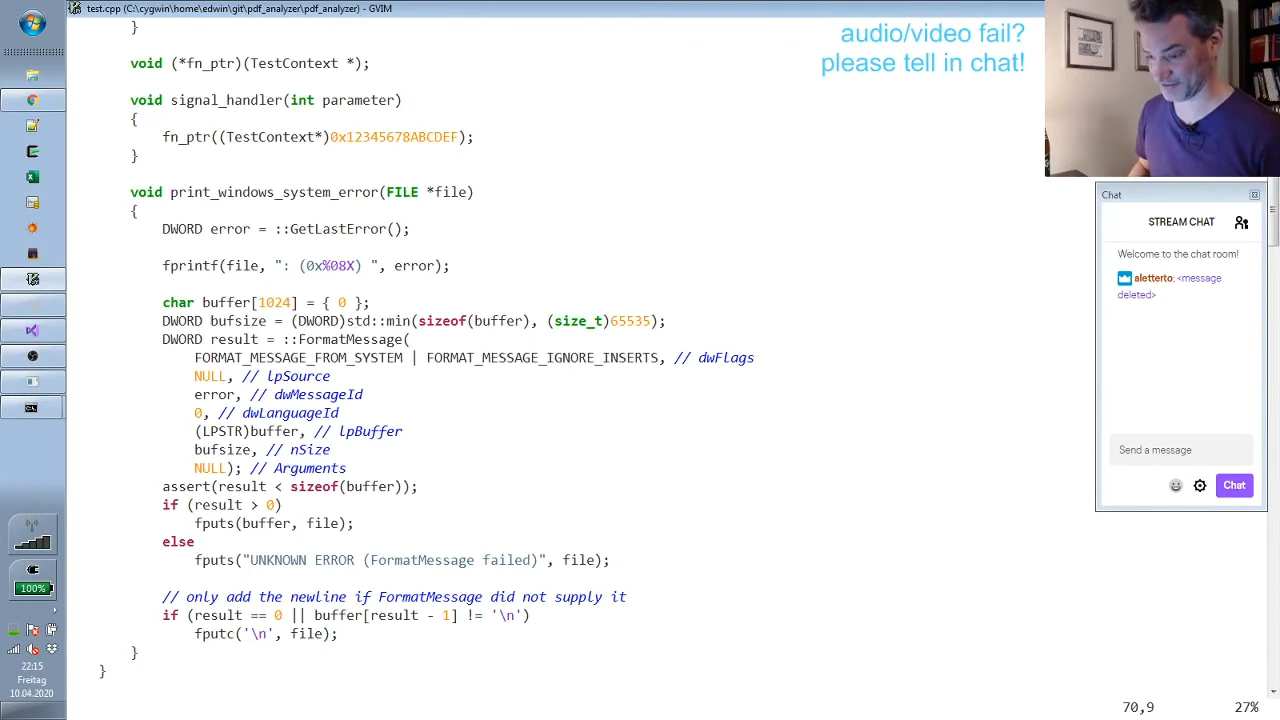 test.cpp (C:\cygwin\home\edwin\git\pdf_analyzer\pdf_analyzer) - GVIM
audio/video fail?
please tell in chat!
}
void (*fn_ptr)(TestContext *);
void signal_handler(int parameter)
{
fn_ptr((TestContext*)0x12345678ABCDEF);
}
void print_windows_system_error(FILE *file)
{
DWORD error = ::GetLastError();
fprintf(file, ": (0x%08X) ", error);
char buffer[1024] = { 0 };
DWORD bufsize = (DWORD)std::min(sizeof(buffer), (size_t)65535);
DWORD result = ::FormatMessage(
FORMAT_MESSAGE_FROM_SYSTEM | FORMAT_MESSAGE_IGNORE_INSERTS, // dwFlags
NULL, // lpSource
error, // dwMessageId
0, // dwLanguageId
(LPSTR)buffer, // lpBuffer
bufsize, // nSize
NULL); // Arguments
assert(result < sizeof(buffer));
if (result > 0)
fputs(buffer, file);
else
fputs("UNKNOWN ERROR (FormatMessage failed)", file);
// only add the newline if FormatMessage did not supply it
if (result == 0 || buffer[result - 1] != '\n')
fputc('\n', file);
}
}
70,9
27%
Chat
STREAM CHAT
Welcome to the chat room!
aletterto: <message
deleted>
Send a message
Chat
100%
22:15
Freitag
10.04.2020